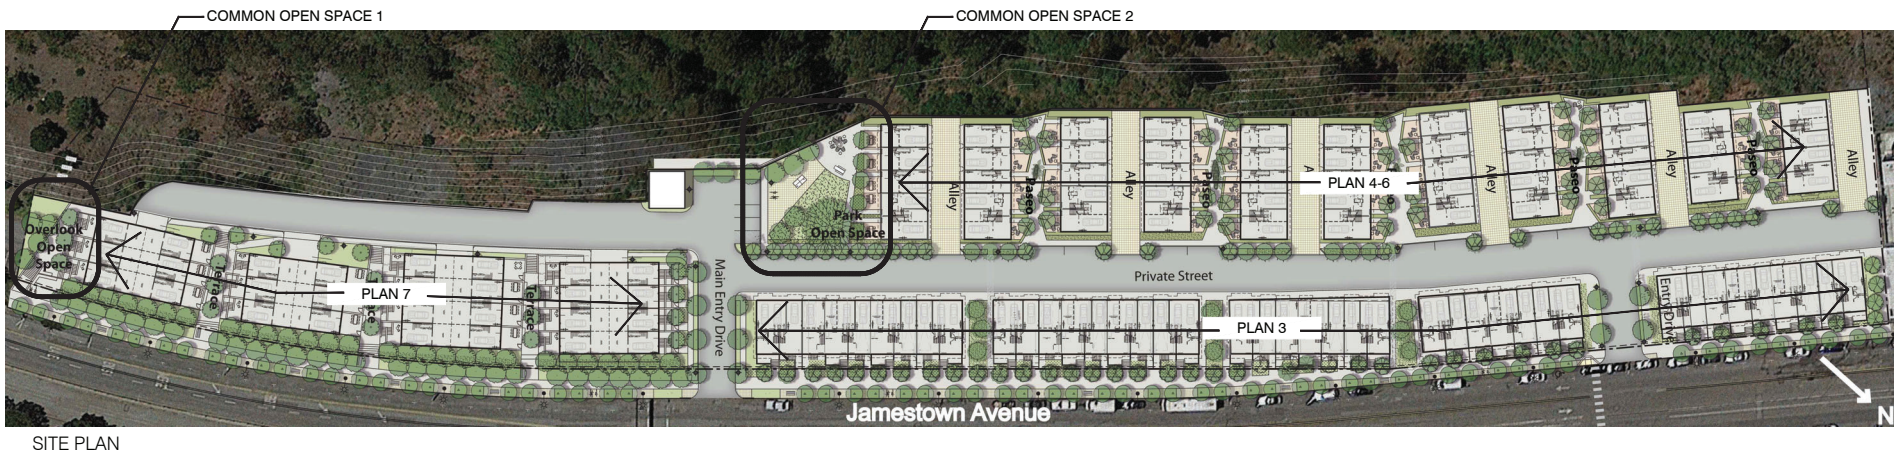 COMMON OPEN SPACE 1
COMMON OPEN SPACE 2
Overlook
Open
Space
Terrace
Terrace
PLAN 7
Main Entry Drive
Park
Open Space
Alley
Paseo
Alley
Paseo
PLAN 4-6
Alley
Paseo
Alley
Paseo
Alley
Private Street
PLAN 3
Entry Drive
Jamestown Avenue
N
SITE PLAN